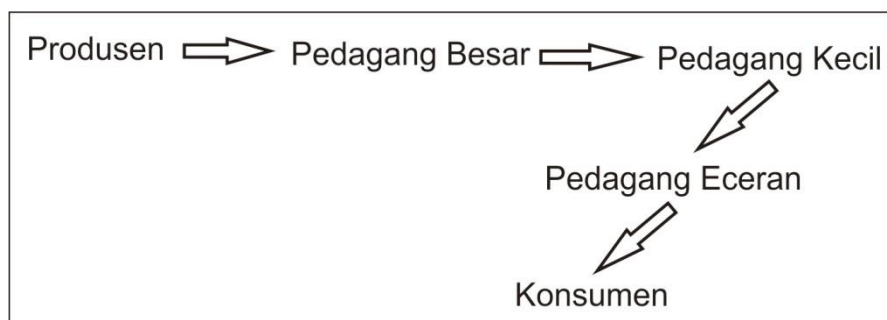 Produsen
Pedagang Besar
Pedagang Kecil
Pedagang Eceran
Konsumen